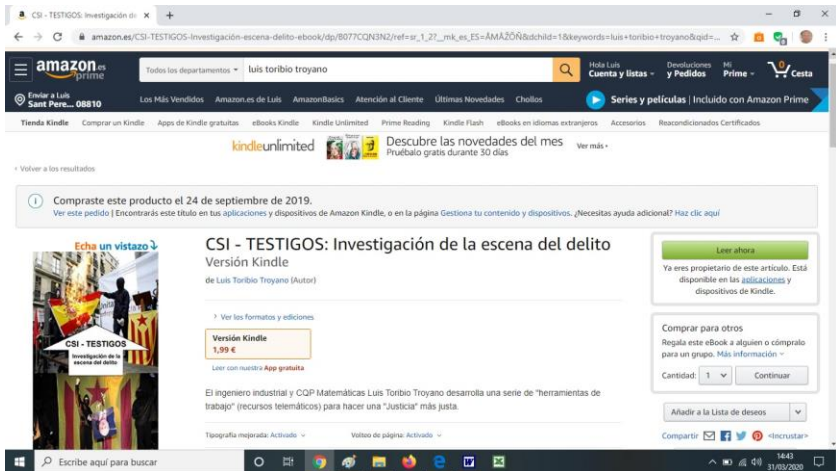 CSI - TESTIGOS: Investigación de
amazon.es/CSI-TESTIGOS-Investigación-escena-delito-ebook/dp/B077CQN3N2/ref=sr_1_2?__mk_es_ES=ÅMÅŽÕÑ&dchild=1&keywords=luis+toribio+troyano&qid=...
amazon.es
prime
Todos los departamentos
luis toribio troyano
Hola Luis
Cuenta y listas
Devoluciones
y Pedidos
Mi
Prime
0
Cesta
Enviar a Luis
Sant Pere... 08810
Los Más Vendidos Amazon.es de Luis AmazonBasics Atención al Cliente Últimas Novedades Chollos
Series y películas | Incluido con Amazon Prime
Tienda Kindle Comprar un Kindle Apps de Kindle gratuitas eBooks Kindle Kindle Unlimited Prime Reading Kindle Flash eBooks en idiomas extranjeros Accesorios Reacondicionados Certificados
kindleunlimited
Descubre las novedades del mes
Pruébalo gratis durante 30 días
Ver más ›
‹ Volver a los resultados
Compraste este producto el 24 de septiembre de 2019.
Ver este pedido | Encontrarás este título en tus aplicaciones y dispositivos de Amazon Kindle, o en la página Gestiona tu contenido y dispositivos. ¿Necesitas ayuda adicional? Haz clic aquí
Echa un vistazo
CSI - TESTIGOS
Investigación de la
escena del delito
CSI - TESTIGOS: Investigación de la escena del delito
Versión Kindle
de Luis Toribio Troyano (Autor)
› Ver los formatos y ediciones
Versión Kindle
1,99 €
Leer con nuestra App gratuita
El ingeniero industrial y CQP Matemáticas Luis Toribio Troyano desarrolla una serie de "herramientas de
trabajo" (recursos telemáticos) para hacer una "Justicia" más justa.
Tipografía mejorada: Activado Volteo de página: Activado
Leer ahora
Ya eres propietario de este artículo. Está
disponible en las aplicaciones y
dispositivos de Kindle.
Comprar para otros
Regala este eBook a alguien o cómpralo
para un grupo. Más información
Cantidad: 1
Continuar
Añadir a la Lista de deseos
Compartir <Incrustar>
Escribe aquí para buscar
14:43
31/03/2020